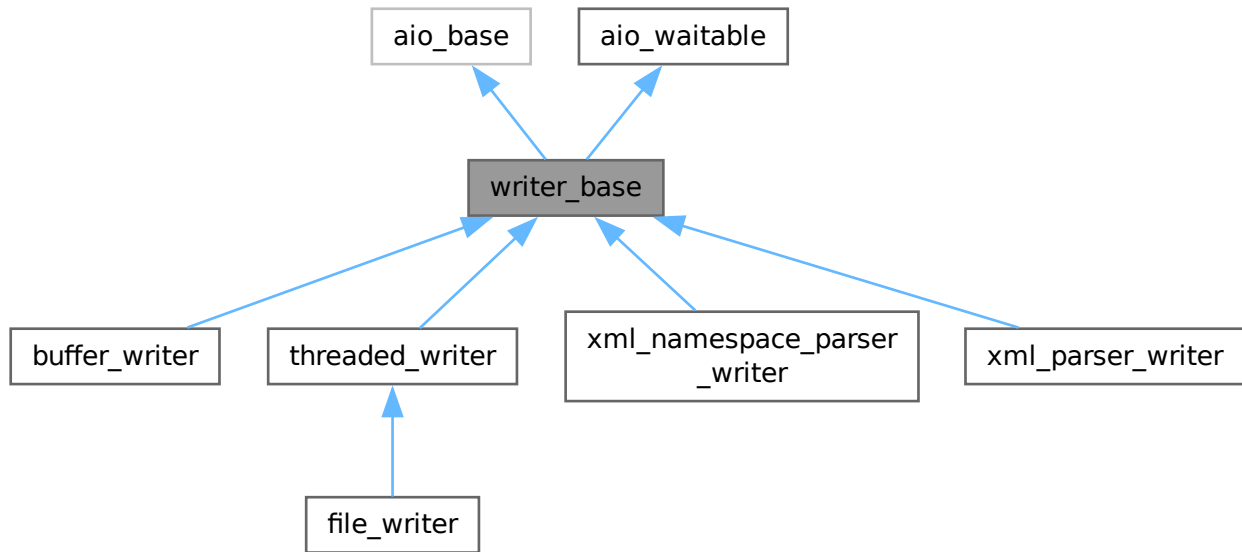 aio_base
aio_waitable
writer_base
buffer_writer
threaded_writer
xml_namespace_parser
_writer
xml_parser_writer
file_writer